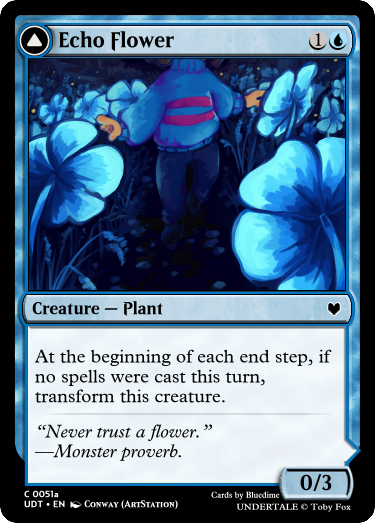 Echo Flower 1
Creature — Plant
At the beginning of each end step, if
no spells were cast this turn,
transform this creature.
“Never trust a flower.”
—Monster proverb.
0/3
C 0051a
UDT • EN CONWAY (ARTSTATION)
Cards by Bluedime
UNDERTALE © Toby Fox